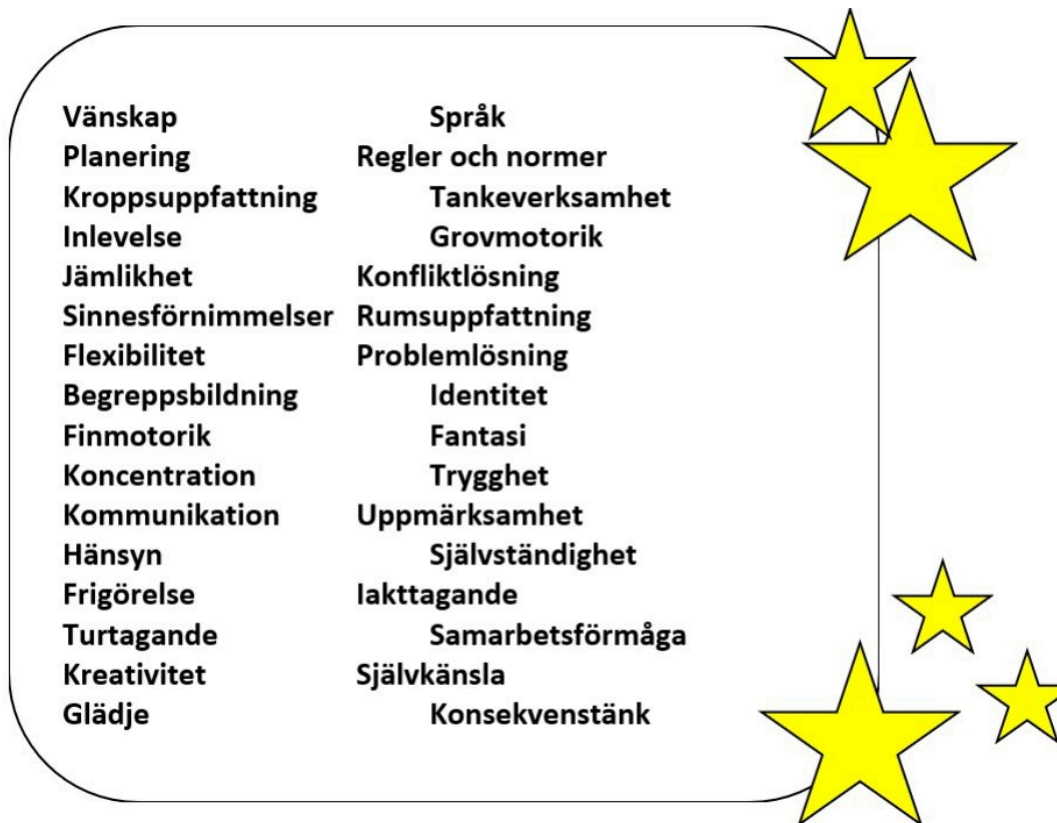 Vänskap Språk
Planering Regler och normer
Kroppsuppfattning Tankeverksamhet
Inlevelse Grovmotorik
Jämlikhet Konfliktlösning
Sinnesförnimmelser Rumsuppfattning
Flexibilitet Problemlösning
Begreppsbildning Identitet
Finmotorik Fantasi
Koncentration Trygghet
Kommunikation Uppmärksamhet
Hänsyn Självständighet
Frigörelse Iakttagande
Turtagande Samarbetsförmåga
Kreativitet Självkänsla
Glädje Konsekvenstänk